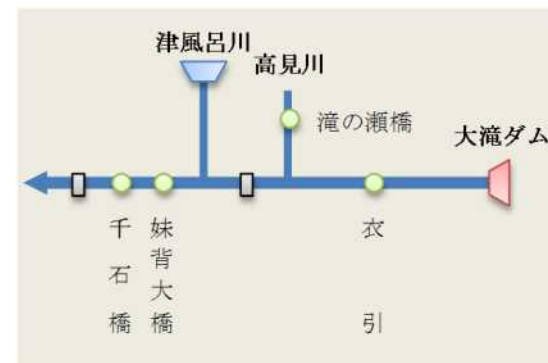 津風呂川
高見川
滝の瀬橋
大滝ダム
千石橋
妹背大橋
衣引